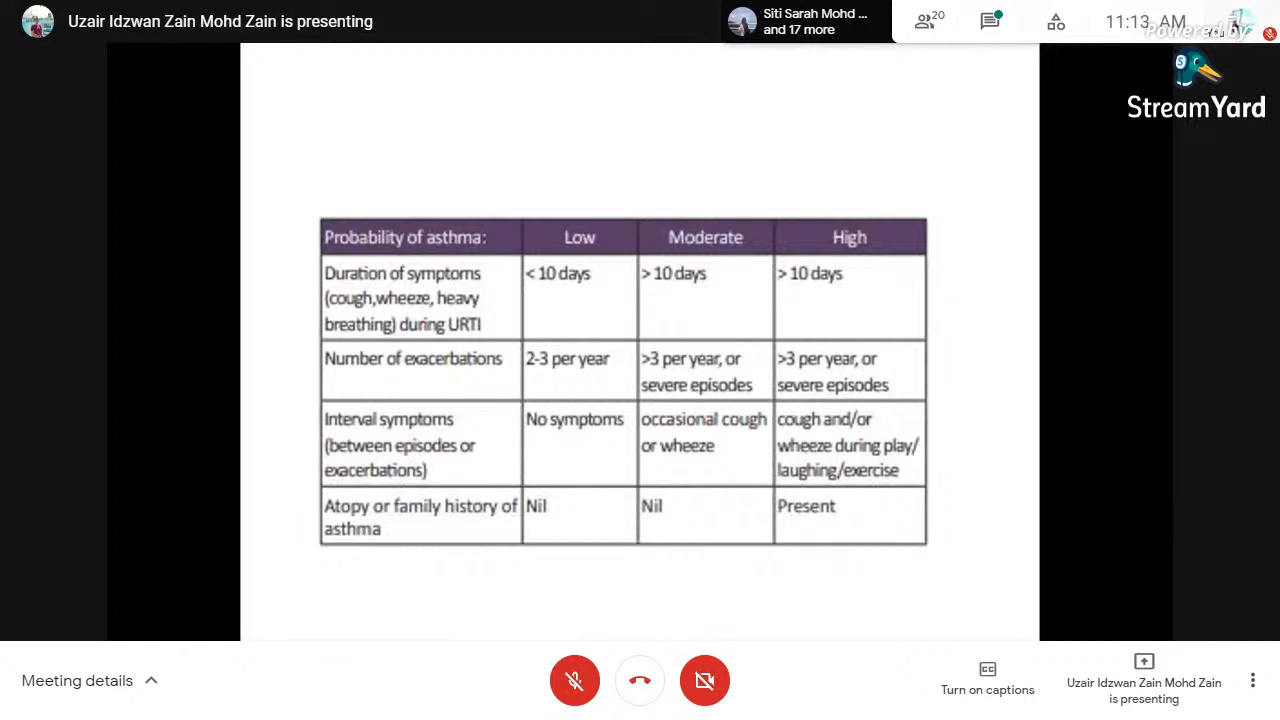 Uzair Idzwan Zain Mohd Zain is presenting
Siti Sarah Mohd ...
and 17 more
20
11:13 AM
Powered by
StreamYard
Probability of asthma: Low Moderate High
Duration of symptoms < 10 days > 10 days > 10 days
(cough,wheeze, heavy
breathing) during URTI
Number of exacerbations 2-3 per year >3 per year, or >3 per year, or
severe episodes severe episodes
Interval symptoms No symptoms occasional cough cough and/or
(between episodes or or wheeze wheeze during play/
exacerbations) laughing/exercise
Atopy or family history of Nil Nil Present
asthma
Meeting details
Turn on captions
Uzair Idzwan Zain Mohd Zain
is presenting